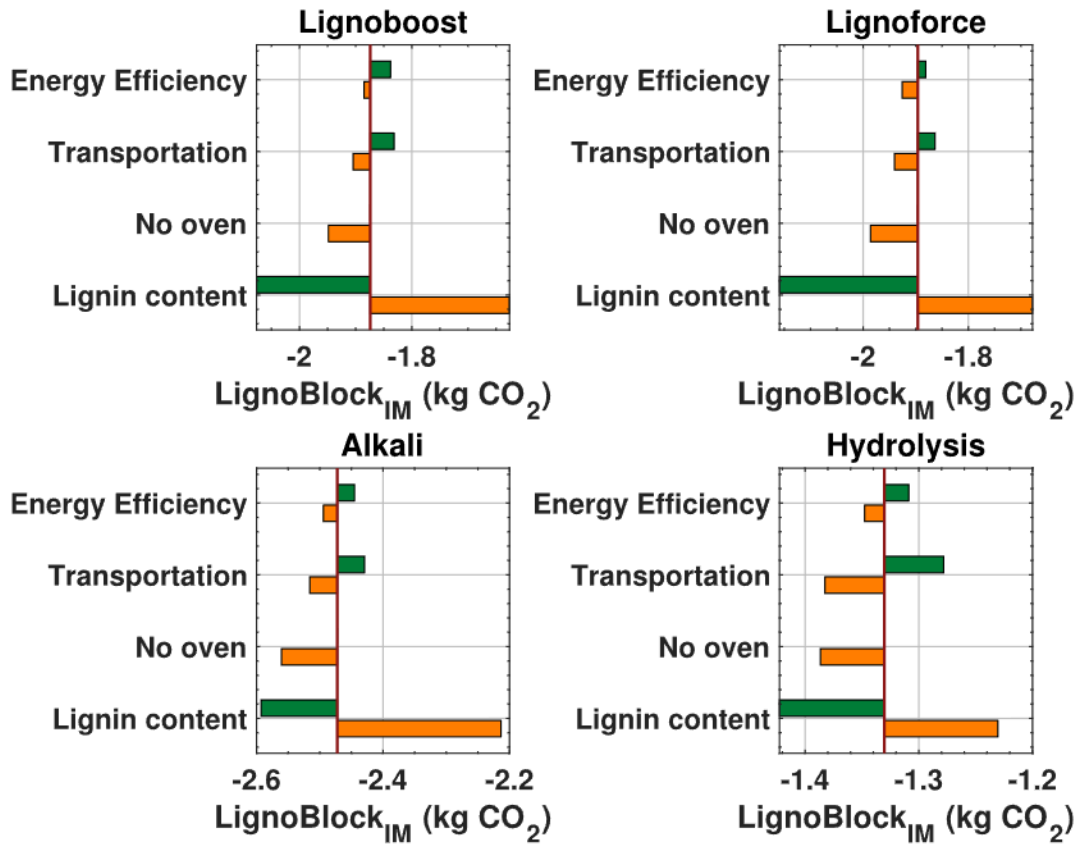 Lignoboost
Energy Efficiency
Transportation
No oven
Lignin content
-2 -1.8
LignoBlock_IM (kg CO_2)
Lignoforce
Energy Efficiency
Transportation
No oven
Lignin content
-2 -1.8
LignoBlock_IM (kg CO_2)
Alkali
Energy Efficiency
Transportation
No oven
Lignin content
-2.6 -2.4 -2.2
LignoBlock_IM (kg CO_2)
Hydrolysis
Energy Efficiency
Transportation
No oven
Lignin content
-1.4 -1.3 -1.2
LignoBlock_IM (kg CO_2)